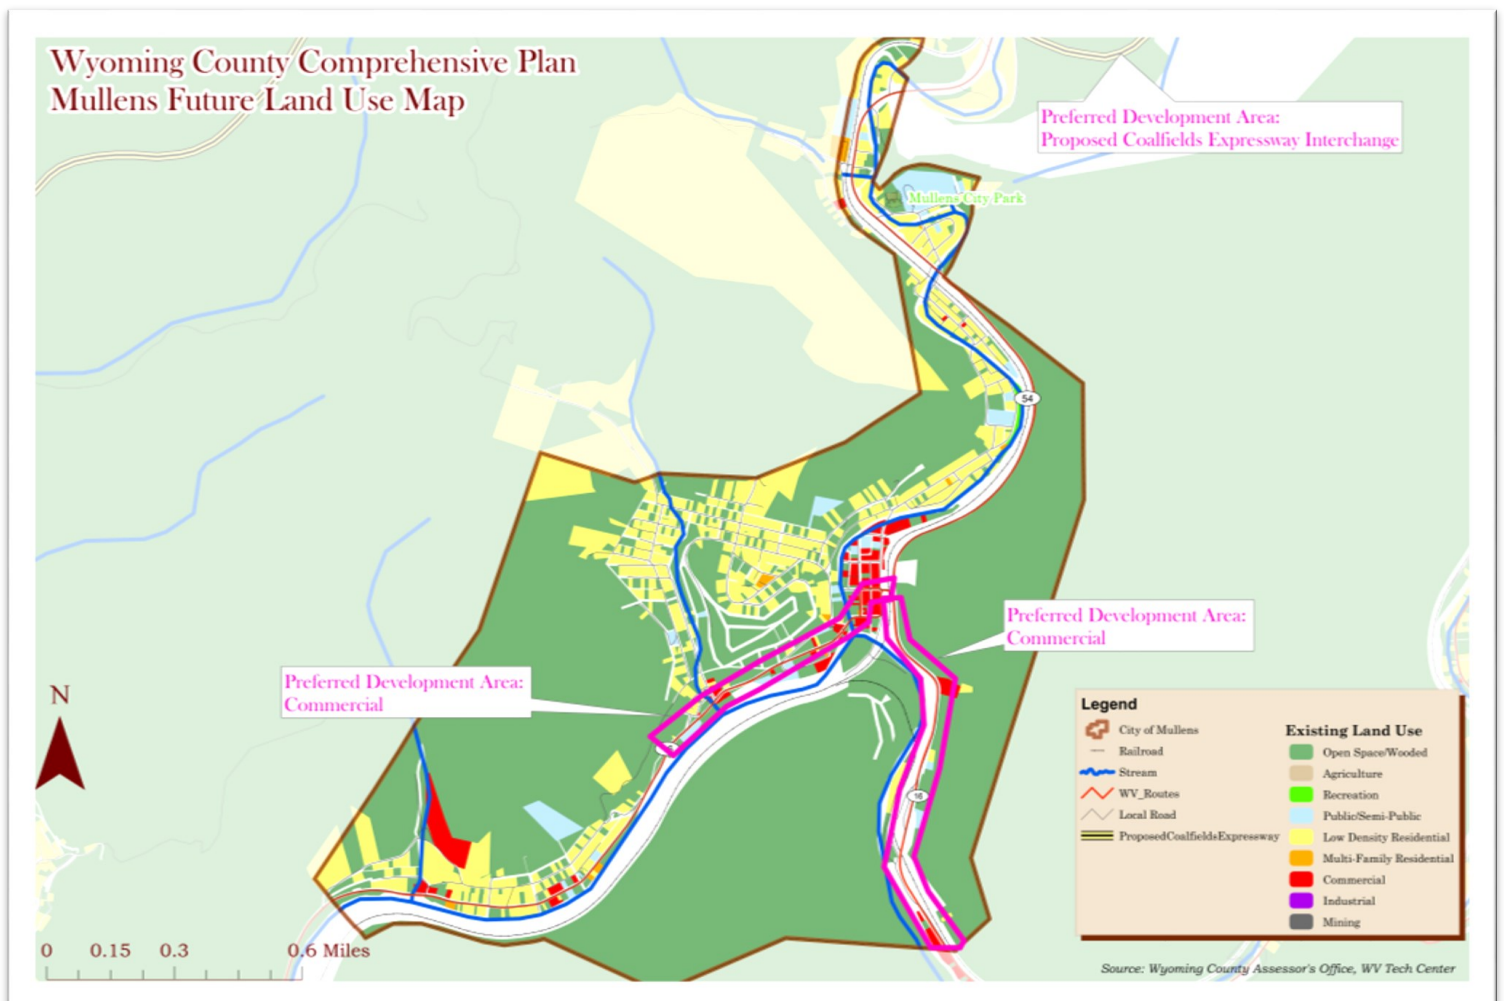 Wyoming County Comprehensive Plan
Mullens Future Land Use Map
Preferred Development Area:
Proposed Coalfields Expressway Interchange
Mullens City Park
54
Preferred Development Area:
Commercial
Preferred Development Area:
Commercial
16
N
0 0.15 0.3 0.6 Miles
Legend
City of Mullens
Railroad
Stream
WV_Routes
Local Road
ProposedCoalfieldsExpressway
Existing Land Use
Open Space/Wooded
Agriculture
Recreation
Public/Semi-Public
Low Density Residential
Multi-Family Residential
Commercial
Industrial
Mining
Source: Wyoming County Assessor's Office, WV Tech Center